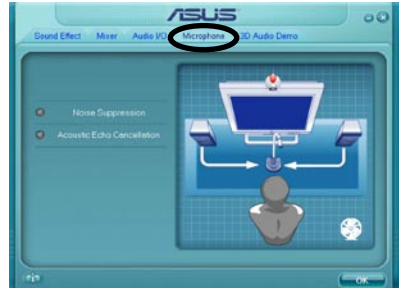 ASUS
Sound Effect Mixer Audio I/O Microphone 3D Audio Demo
Noise Suppression
Acoustic Echo Cancellation
OK